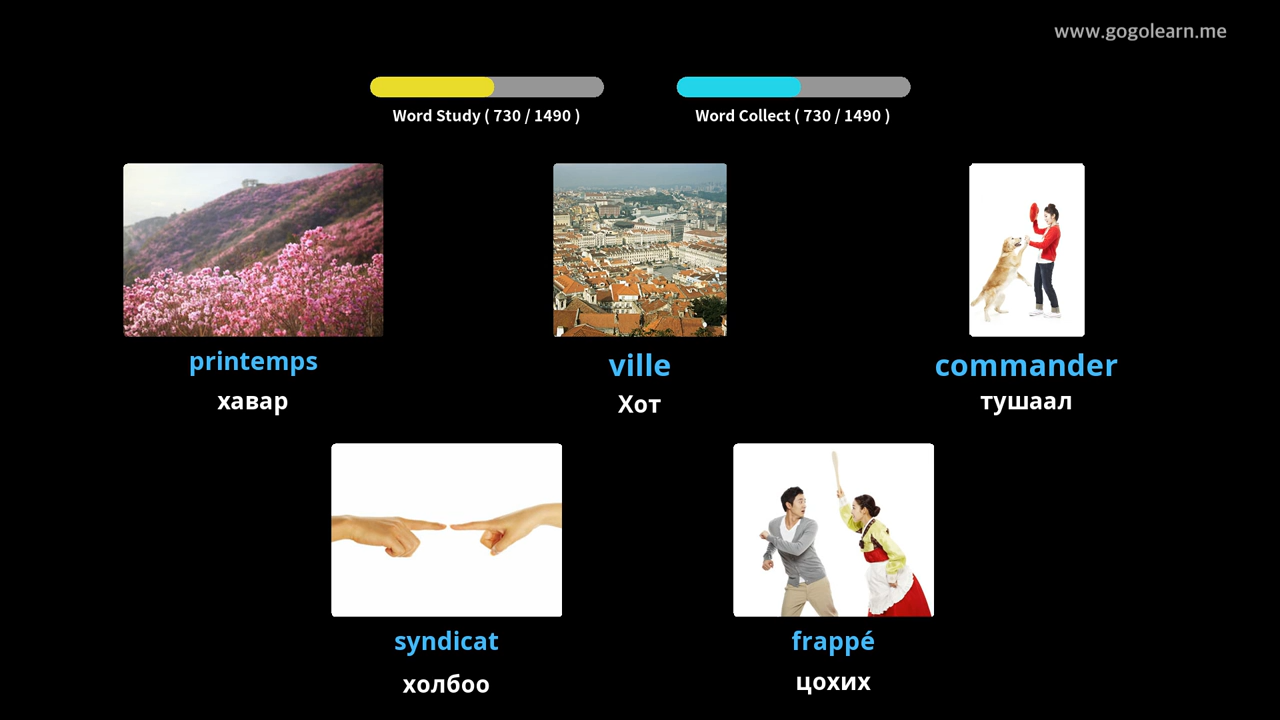 www.gogolearn.me
Word Study ( 730 / 1490 )
Word Collect ( 730 / 1490 )
printemps
хавар
ville
Хот
commander
тушаал
syndicat
холбоо
frappé
цохих